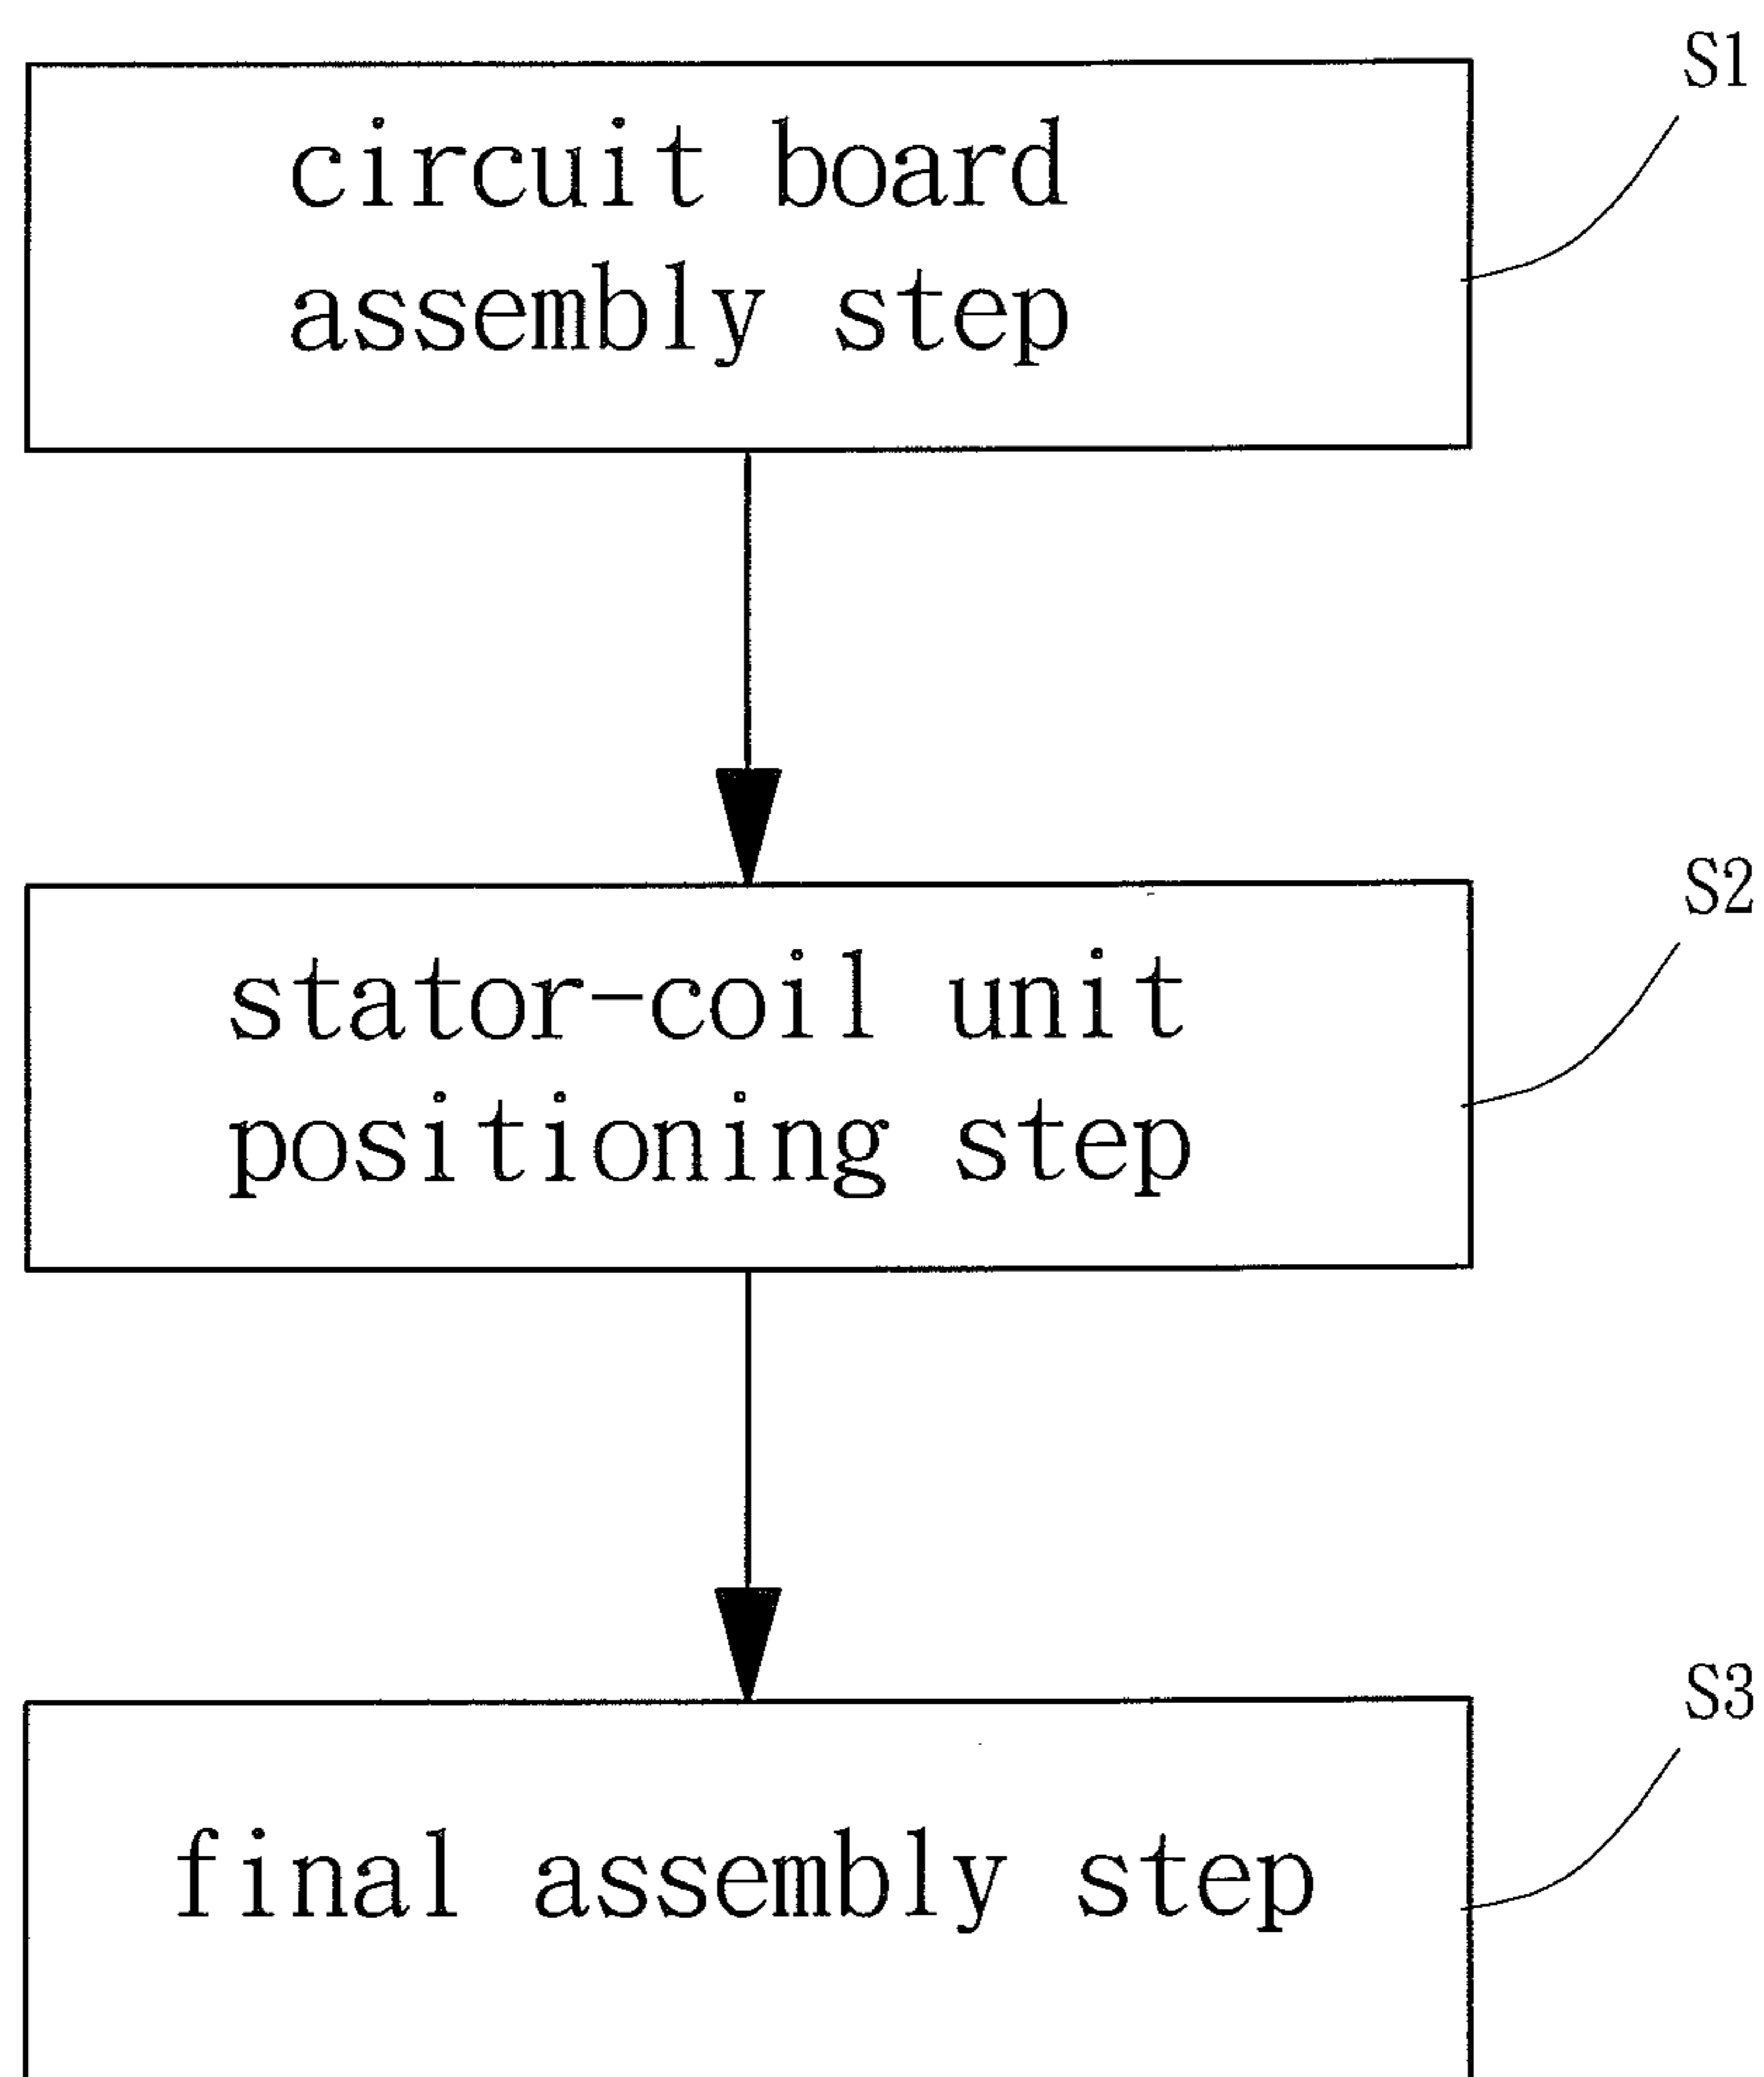 S1
circuit board
assembly step
S2
stator-coil unit
positioning step
S3
final assembly step